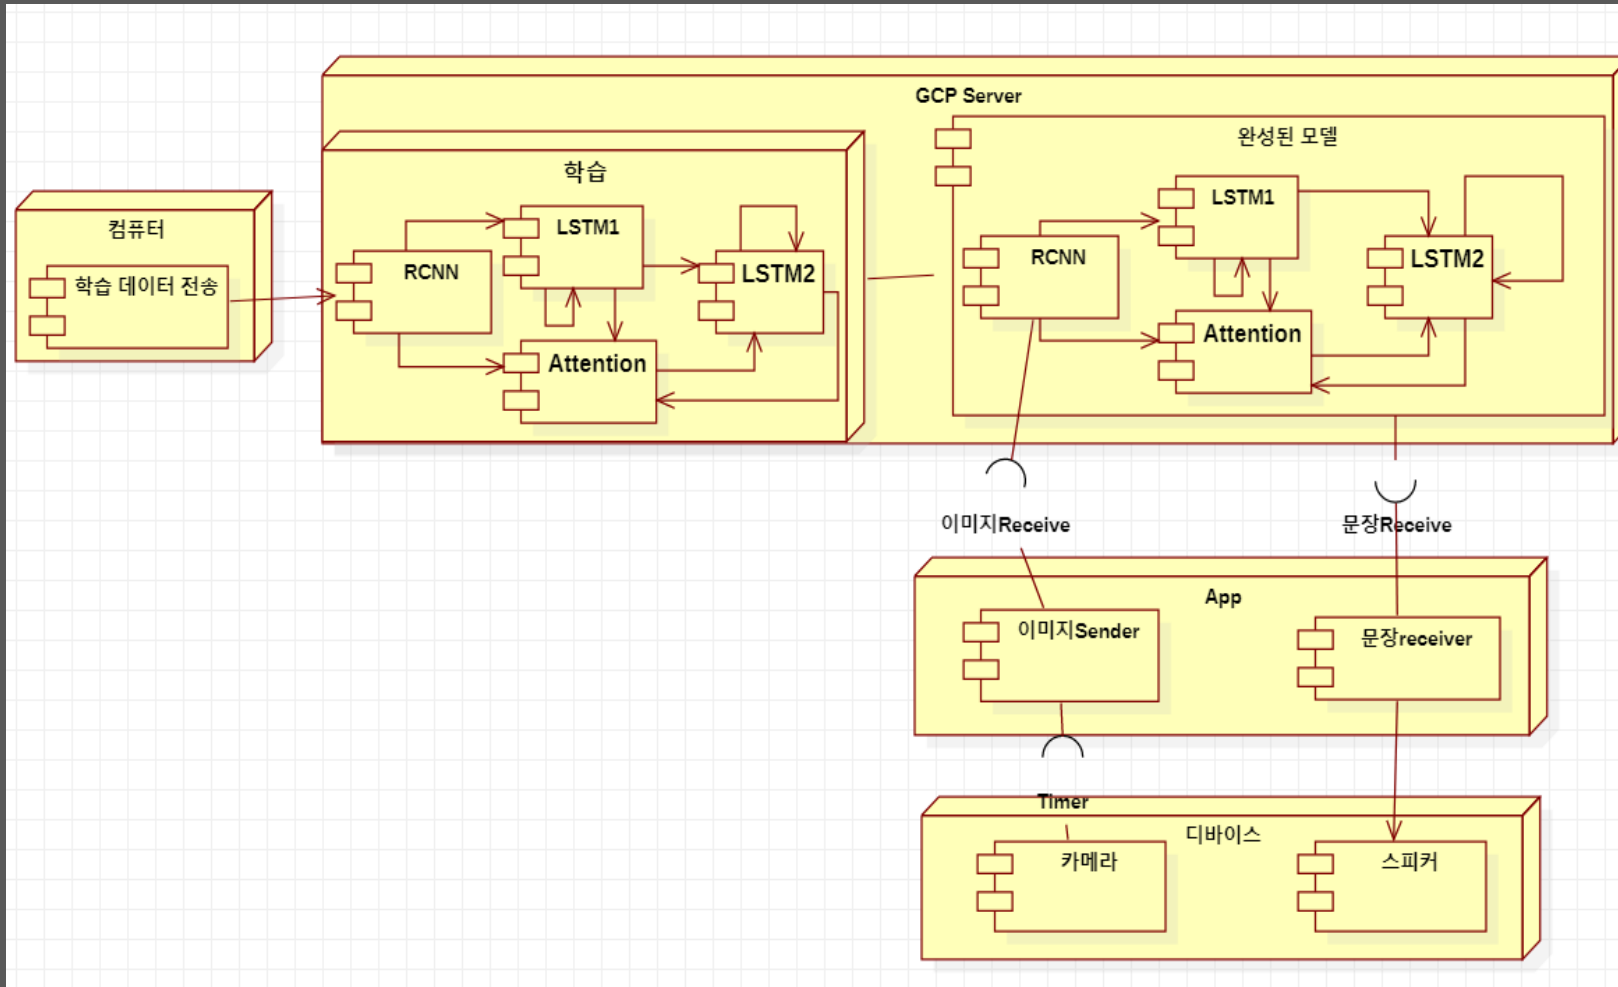 GCP Server
완성된 모델
학습
컴퓨터
학습 데이터 전송
RCNN
LSTM1
LSTM2
Attention
RCNN
LSTM1
LSTM2
Attention
이미지Receive
문장Receive
App
이미지Sender
문장receiver
Timer
디바이스
카메라
스피커